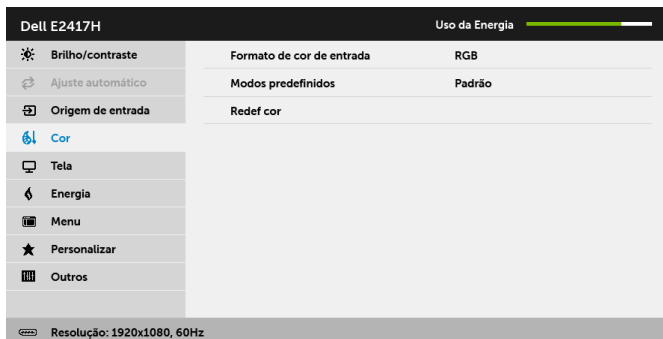 Dell E2417H Uso da Energia
Brilho/contraste Formato de cor de entrada RGB
Ajuste automático Modos predefinidos Padrão
Origem de entrada Redef cor
Cor
Tela
Energia
Menu
Personalizar
Outros
Resolução: 1920x1080, 60Hz